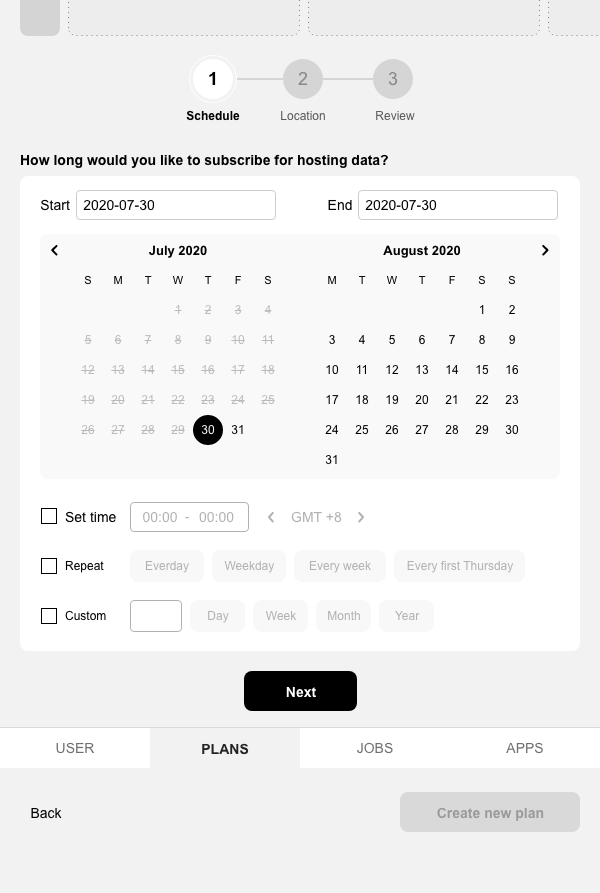 1 2 3
Schedule Location Review
How long would you like to subscribe for hosting data?
Start 2020-07-30 End 2020-07-30
July 2020 August 2020
S M T W T F S M T W T F S S
1 2 3 4 1 2
5 6 7 8 9 10 11 3 4 5 6 7 8 9
12 13 14 15 16 17 18 10 11 12 13 14 15 16
19 20 21 22 23 24 25 17 18 19 20 21 22 23
26 27 28 29 30 31 24 25 26 27 28 29 30
31
Set time 00:00 - 00:00 GMT +8
Repeat Everday Weekday Every week Every first Thursday
Custom Day Week Month Year
Next
USER PLANS JOBS APPS
Back Create new plan